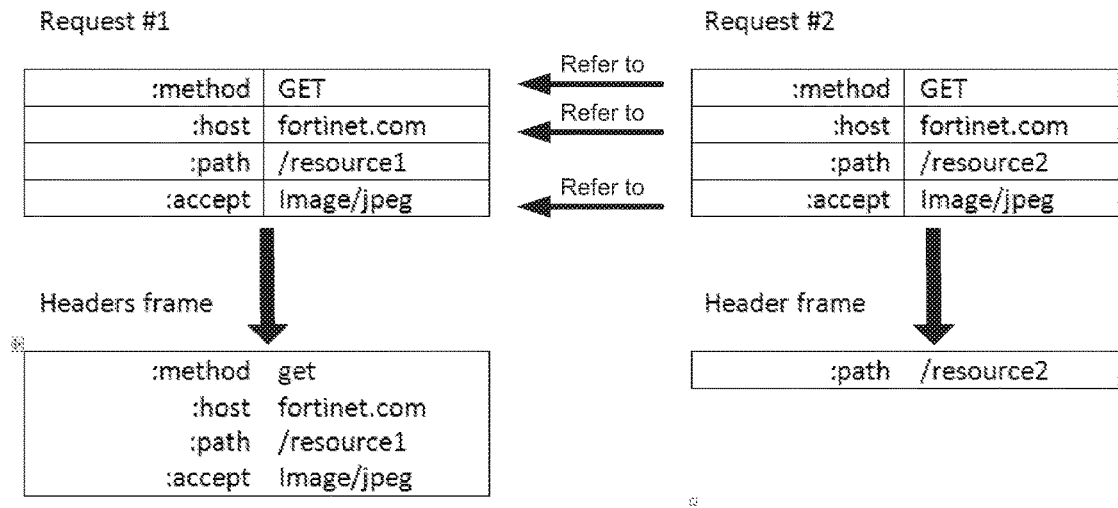 Request #1
Request #2
:method GET
:host fortinet.com
:path /resource1
:accept Image/jpeg
Refer to
Refer to
Refer to
:method GET
:host fortinet.com
:path /resource2
:accept Image/jpeg
Headers frame
Header frame
:method get
:host fortinet.com
:path /resource1
:accept Image/jpeg
:path /resource2